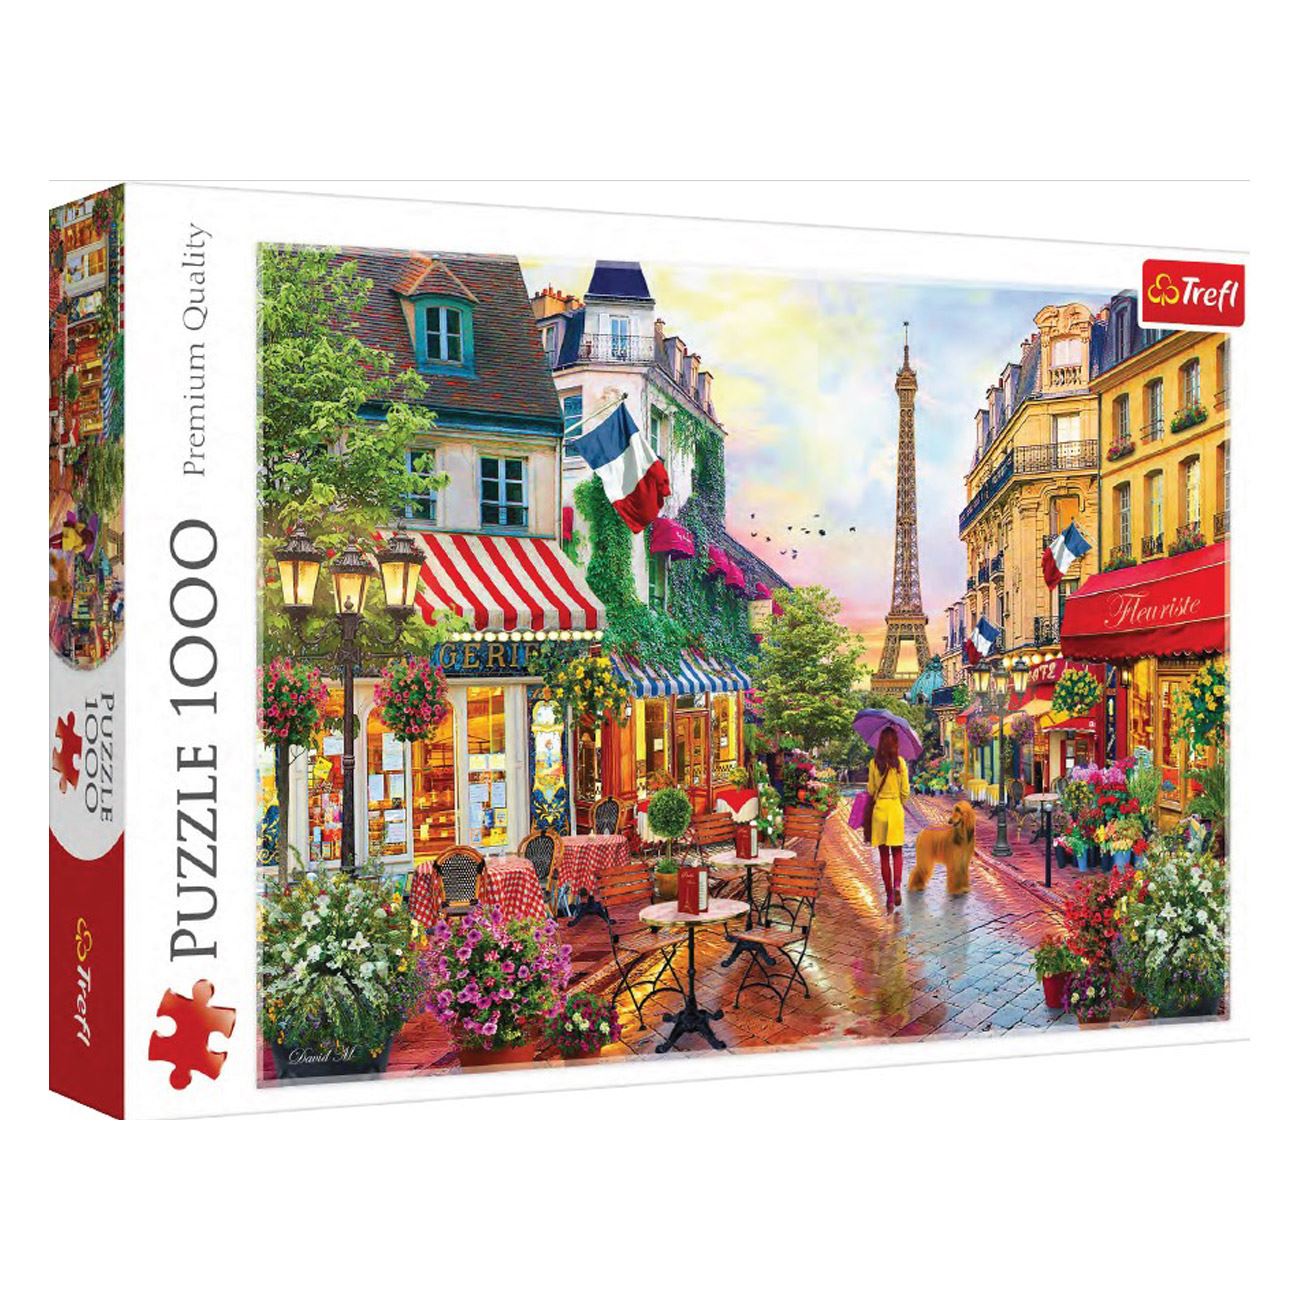 Premium Quality
PUZZLE 1000
Trefl
PUZZLE
1000
Trefl
GERIE
Fleuriste
David M.